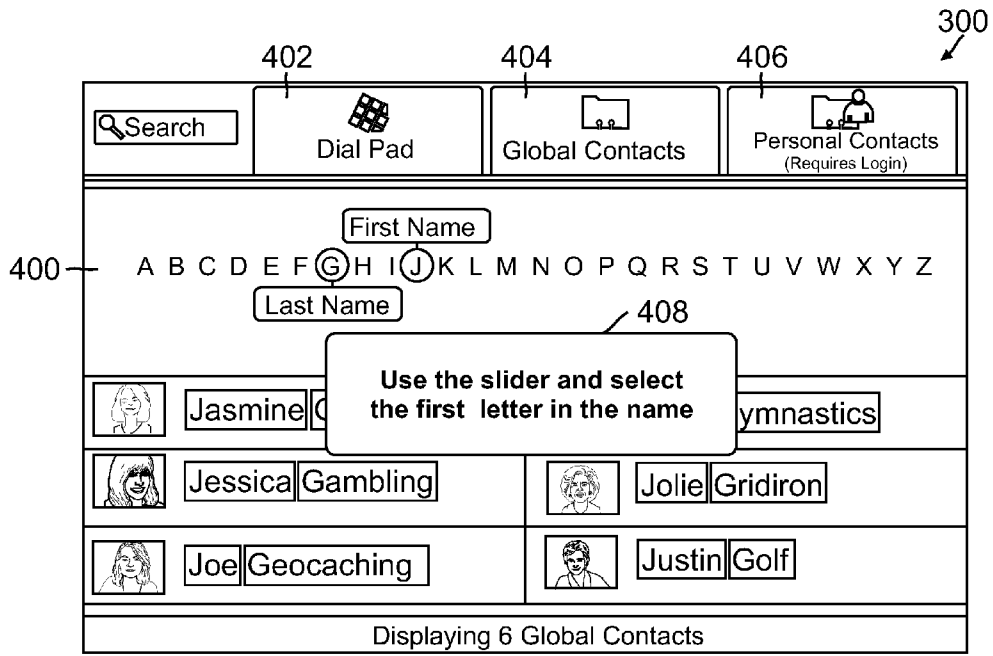 300
402
404
406
Search
Dial Pad
Global Contacts
Personal Contacts
(Requires Login)
First Name
400
A B C D E F G H I J K L M N O P Q R S T U V W X Y Z
Last Name
408
Use the slider and select
the first letter in the name
Jasmine
ymnastics
Jessica Gambling
Jolie Gridiron
Joe Geocaching
Justin Golf
Displaying 6 Global Contacts